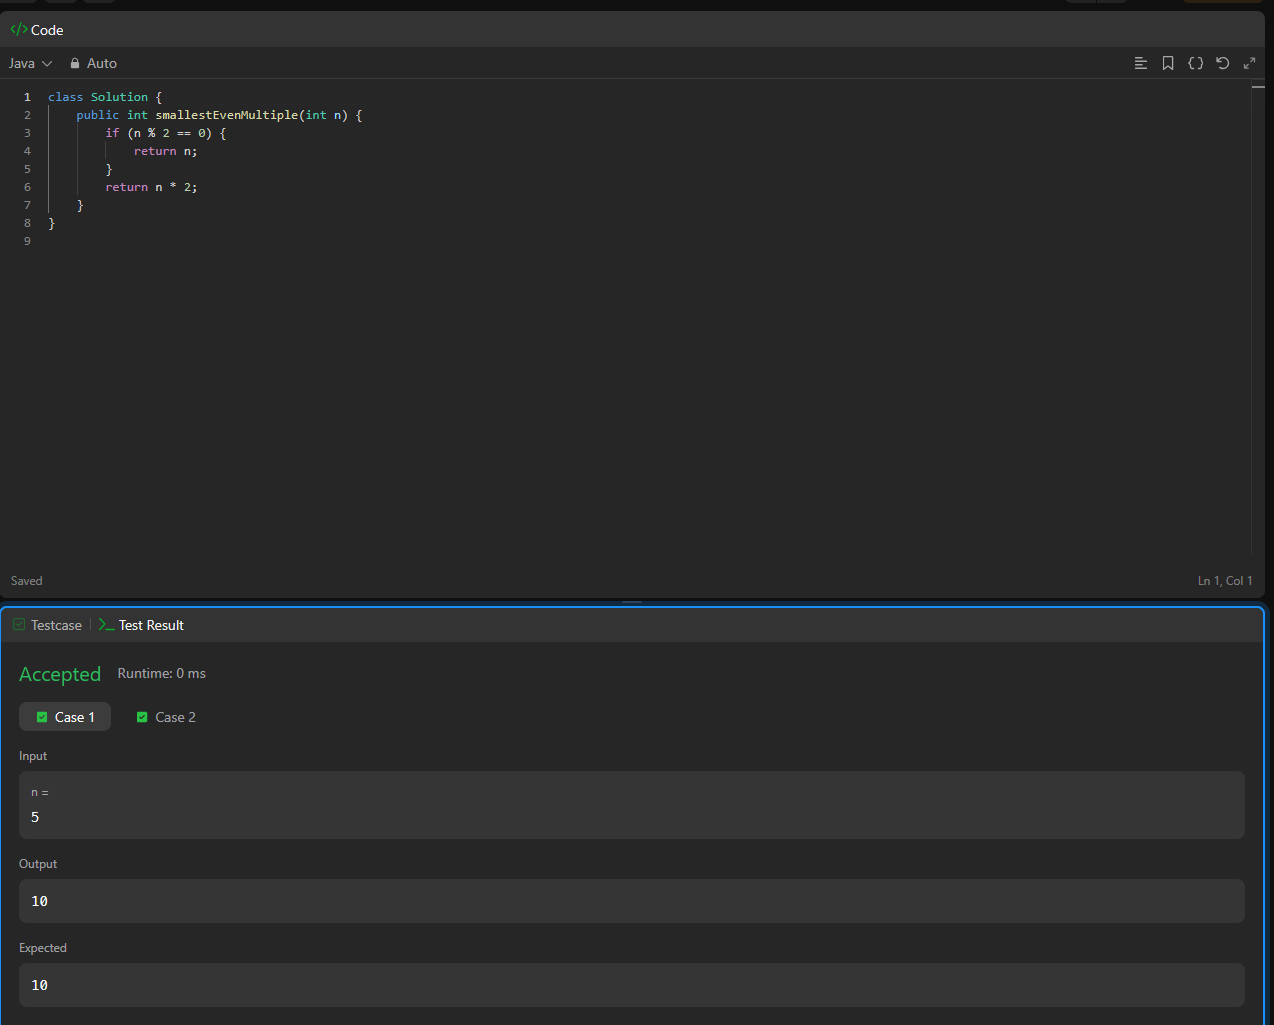 </> Code
Java Auto
1 class Solution {
2 public int smallestEvenMultiple(int n) {
3 if (n % 2 == 0) {
4 return n;
5 }
6 return n * 2;
7 }
8 }
9
Saved Ln 1, Col 1
Testcase | >_ Test Result
Accepted Runtime: 0 ms
Case 1 Case 2
Input
n =
5
Output
10
Expected
10